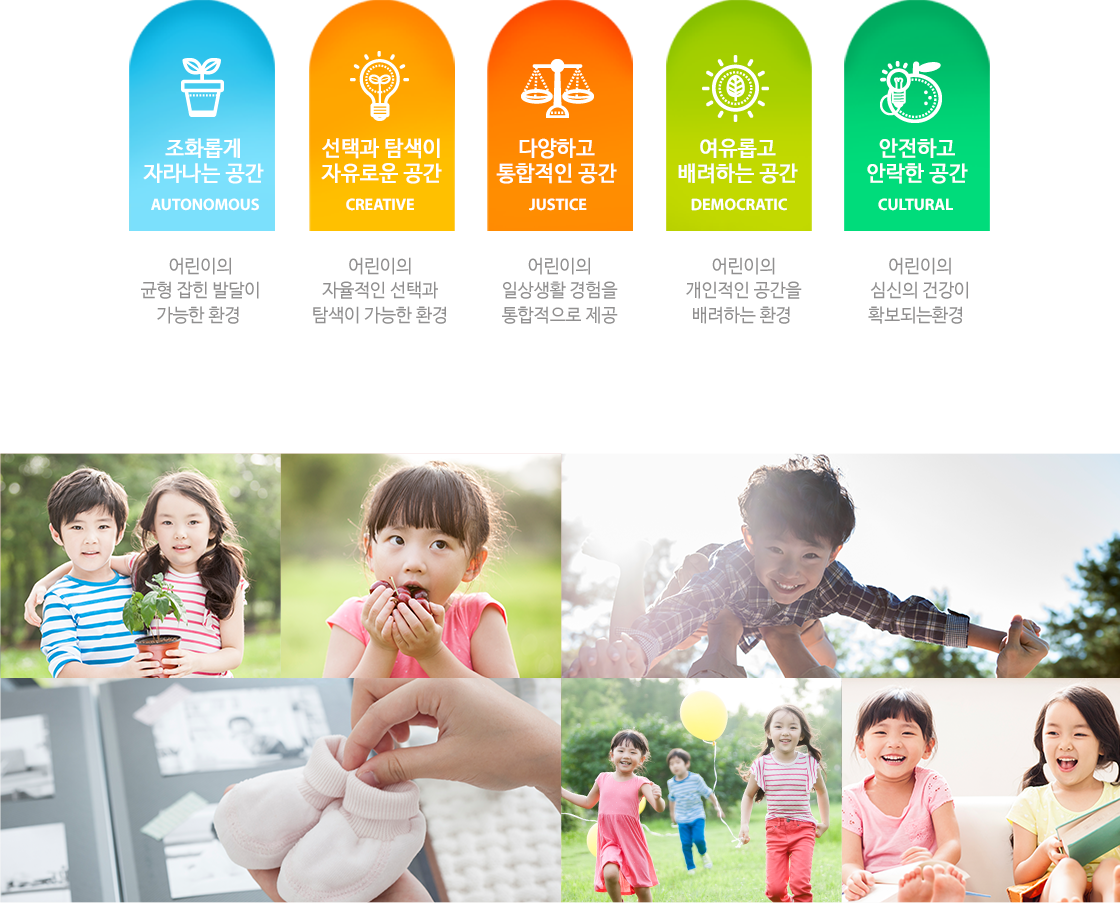 조화롭게
자라나는 공간
AUTONOMOUS
어린이의
균형 잡힌 발달이
가능한 환경
선택과 탐색이
자유로운 공간
CREATIVE
어린이의
자율적인 선택과
탐색이 가능한 환경
다양하고
통합적인 공간
JUSTICE
어린이의
일상생활 경험을
통합적으로 제공
여유롭고
배려하는 공간
DEMOCRATIC
어린이의
개인적인 공간을
배려하는 환경
안전하고
안락한 공간
CULTURAL
어린이의
심신의 건강이
확보되는환경